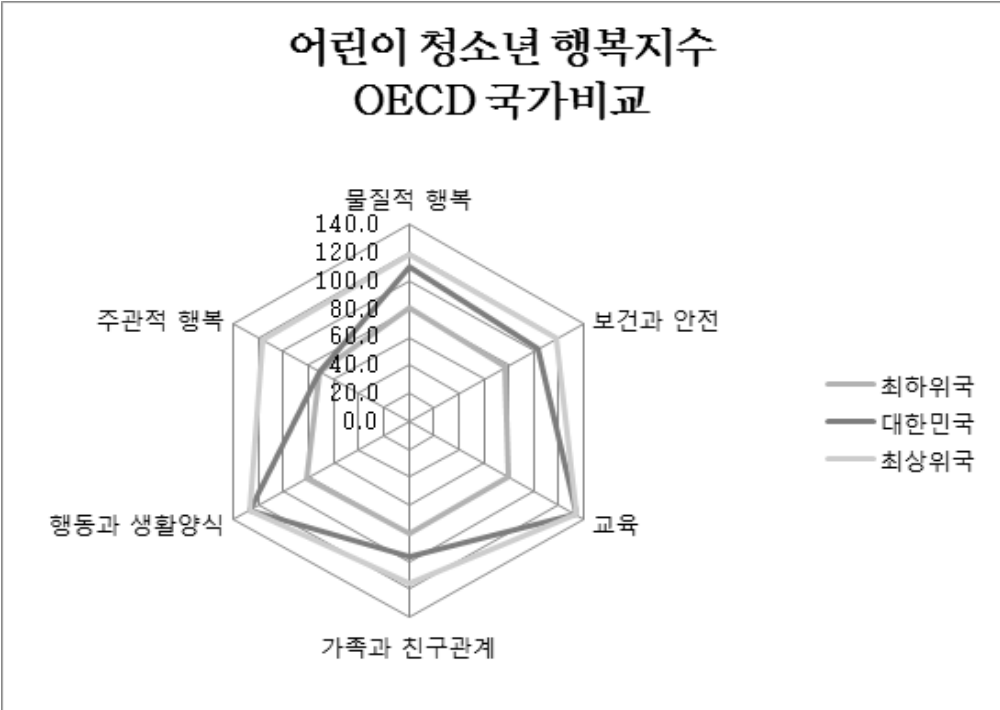 어린이 청소년 행복지수
OECD 국가비교
물질적 행복
140.0
120.0
100.0
80.0
60.0
40.0
20.0
0.0
주관적 행복
보건과 안전
행동과 생활양식
교육
가족과 친구관계
최하위국
대한민국
최상위국